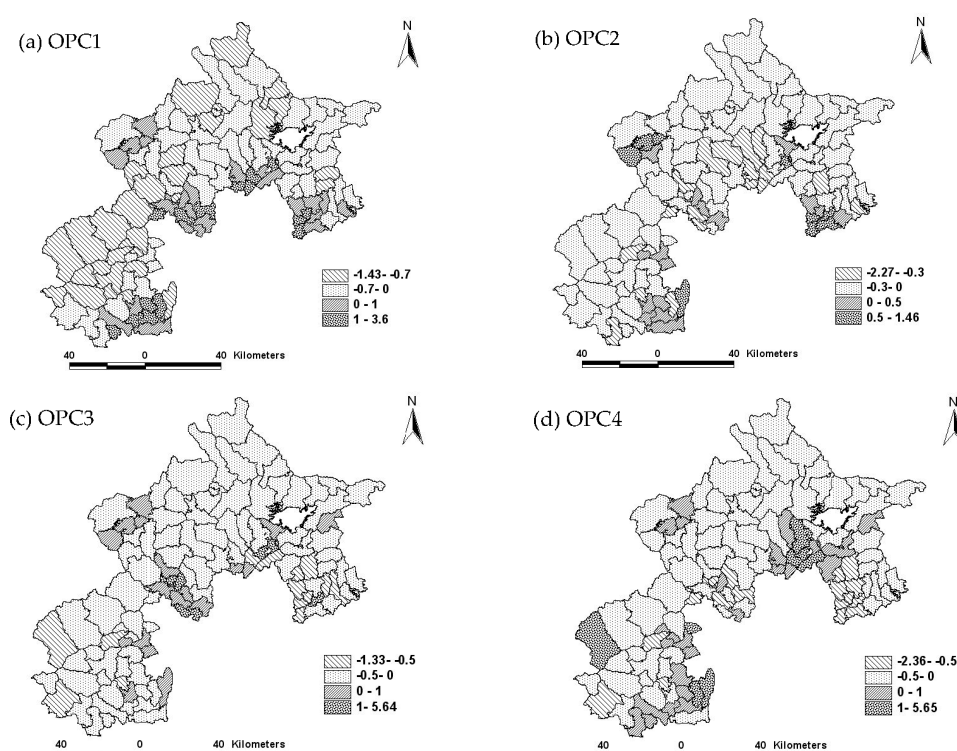 (a) OPC1
N
-1.43- -0.7
-0.7- 0
0 - 1
1 - 3.6
40 0 40 Kilometers
(b) OPC2
N
-2.27- -0.3
-0.3- 0
0 - 0.5
0.5 - 1.46
40 0 40 Kilometers
(c) OPC3
N
-1.33- -0.5
-0.5- 0
0 - 1
1- 5.64
40 0 40 Kilometers
(d) OPC4
N
-2.36- -0.5
-0.5- 0
0 - 1
1- 5.65
40 0 40 Kilometers